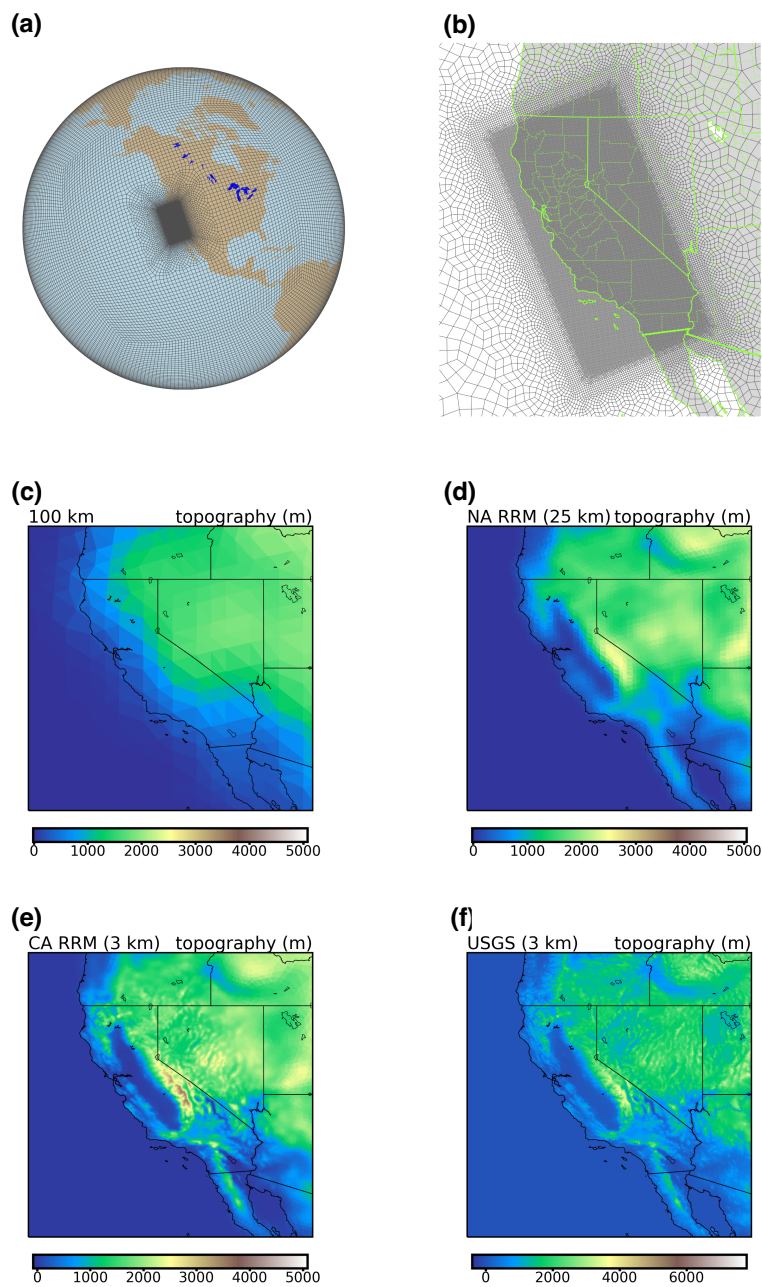 (a)
(b)
(c)
100 km topography (m)
0 1000 2000 3000 4000 5000
(d)
NA RRM (25 km) topography (m)
0 1000 2000 3000 4000 5000
(e)
CA RRM (3 km) topography (m)
0 1000 2000 3000 4000 5000
(f)
USGS (3 km) topography (m)
0 2000 4000 6000